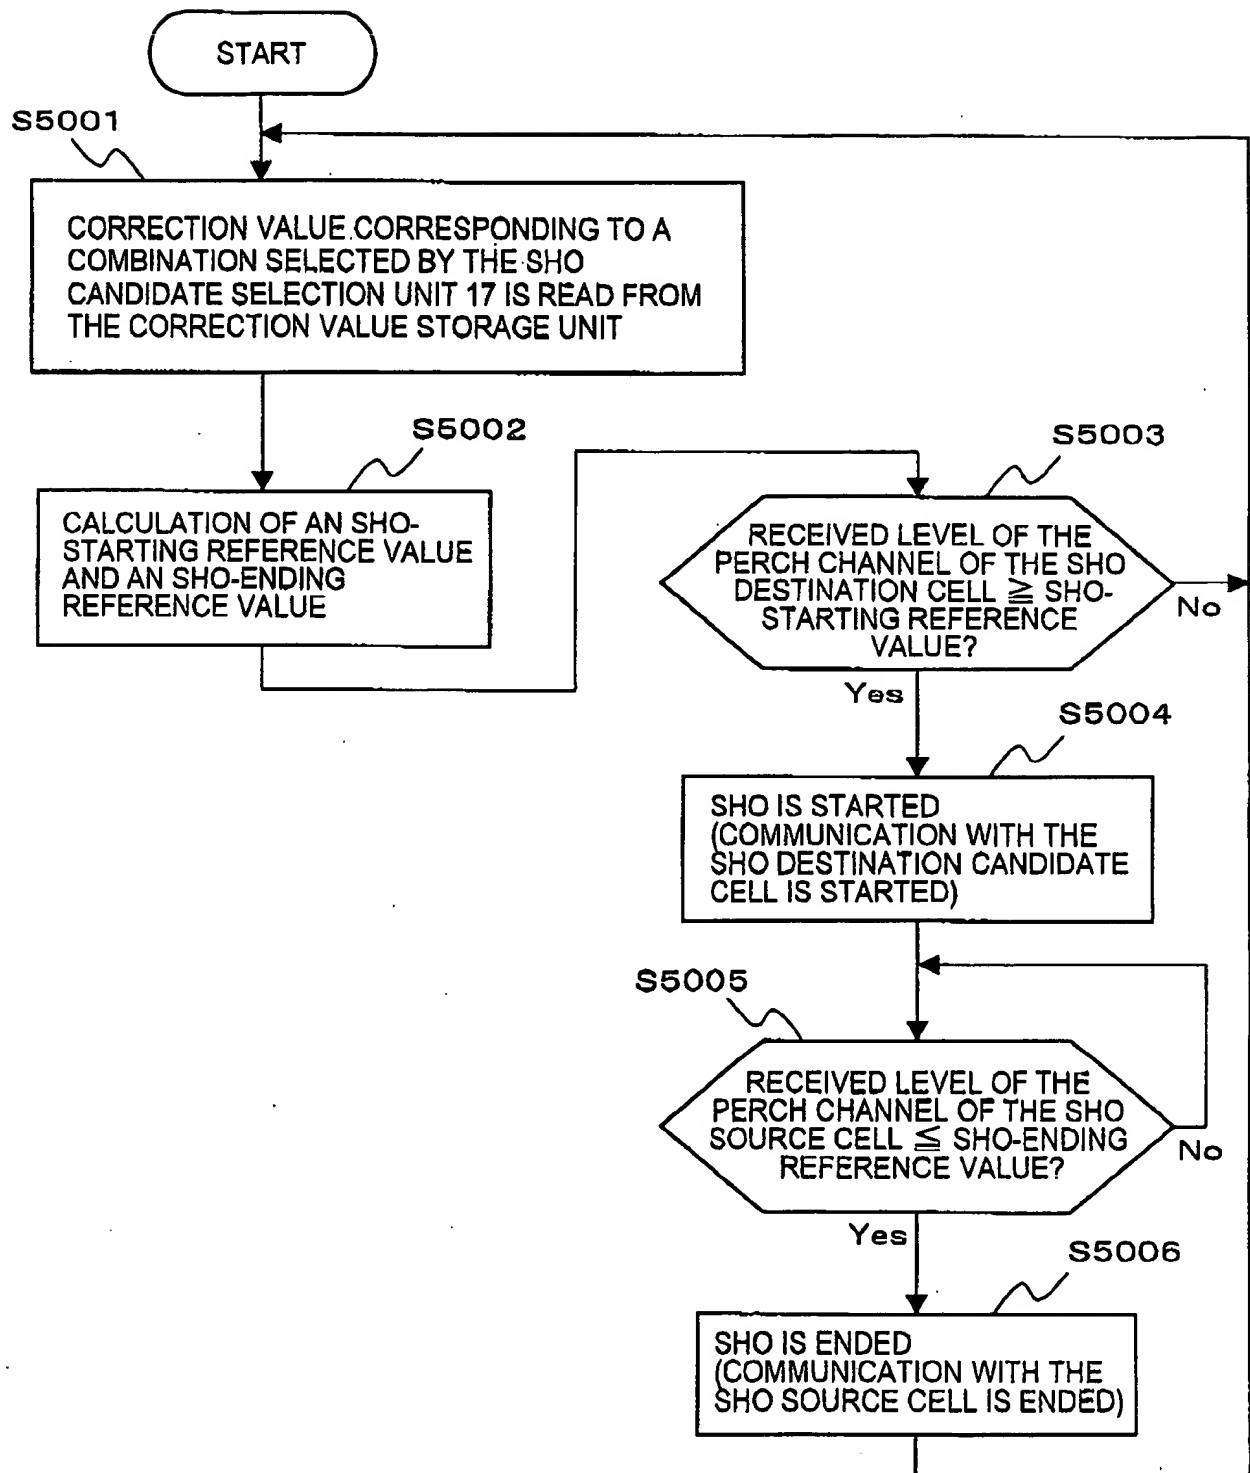 START
S5001
CORRECTION VALUE CORRESPONDING TO A
COMBINATION SELECTED BY THE SHO
CANDIDATE SELECTION UNIT 17 IS READ FROM
THE CORRECTION VALUE STORAGE UNIT
S5002
CALCULATION OF AN SHO-
STARTING REFERENCE VALUE
AND AN SHO-ENDING
REFERENCE VALUE
S5003
RECEIVED LEVEL OF THE
PERCH CHANNEL OF THE SHO
DESTINATION CELL ≧ SHO-
STARTING REFERENCE
VALUE?
No
Yes
S5004
SHO IS STARTED
(COMMUNICATION WITH THE
SHO DESTINATION CANDIDATE
CELL IS STARTED)
S5005
RECEIVED LEVEL OF THE
PERCH CHANNEL OF THE SHO
SOURCE CELL ≦ SHO-ENDING
REFERENCE VALUE?
No
Yes
S5006
SHO IS ENDED
(COMMUNICATION WITH THE
SHO SOURCE CELL IS ENDED)